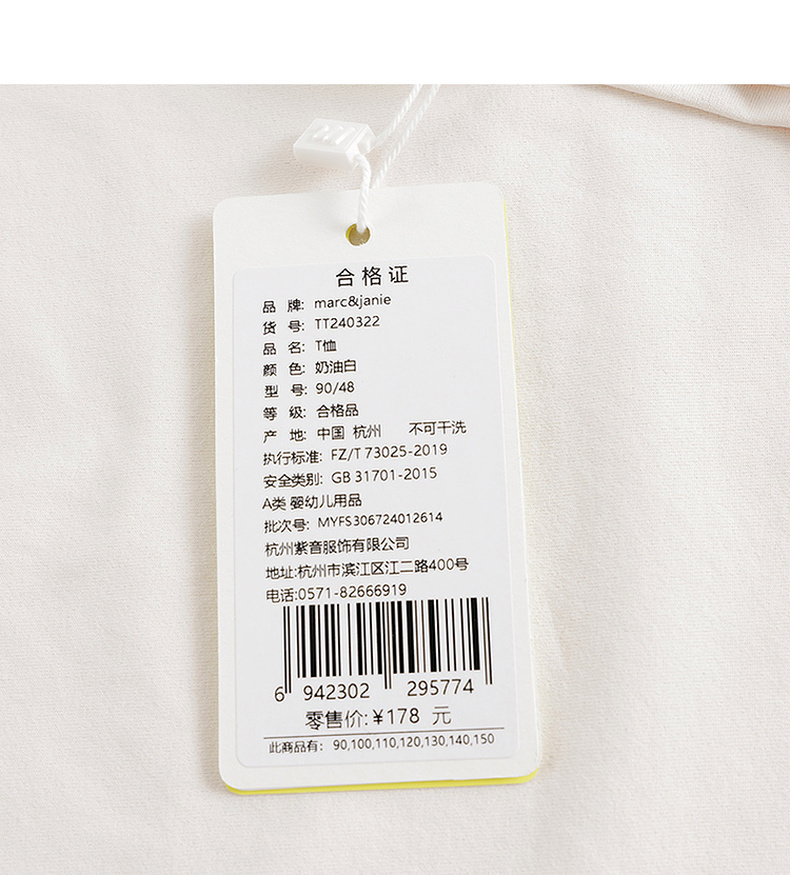 合格证
品 牌: marc&janie
货 号: TT240322
品 名: T恤
颜 色: 奶油白
型 号: 90/48
等 级: 合格品
产 地: 中国 杭州 不可干洗
执行标准: FZ/T 73025-2019
安全类别: GB 31701-2015
A类 婴幼儿用品
批次号: MYFS306724012614
杭州紫音服饰有限公司
地址:杭州市滨江区江二路400号
电话:0571-82666919
6 942302 295774
零售价:¥178 元
此商品有: 90,100,110,120,130,140,150